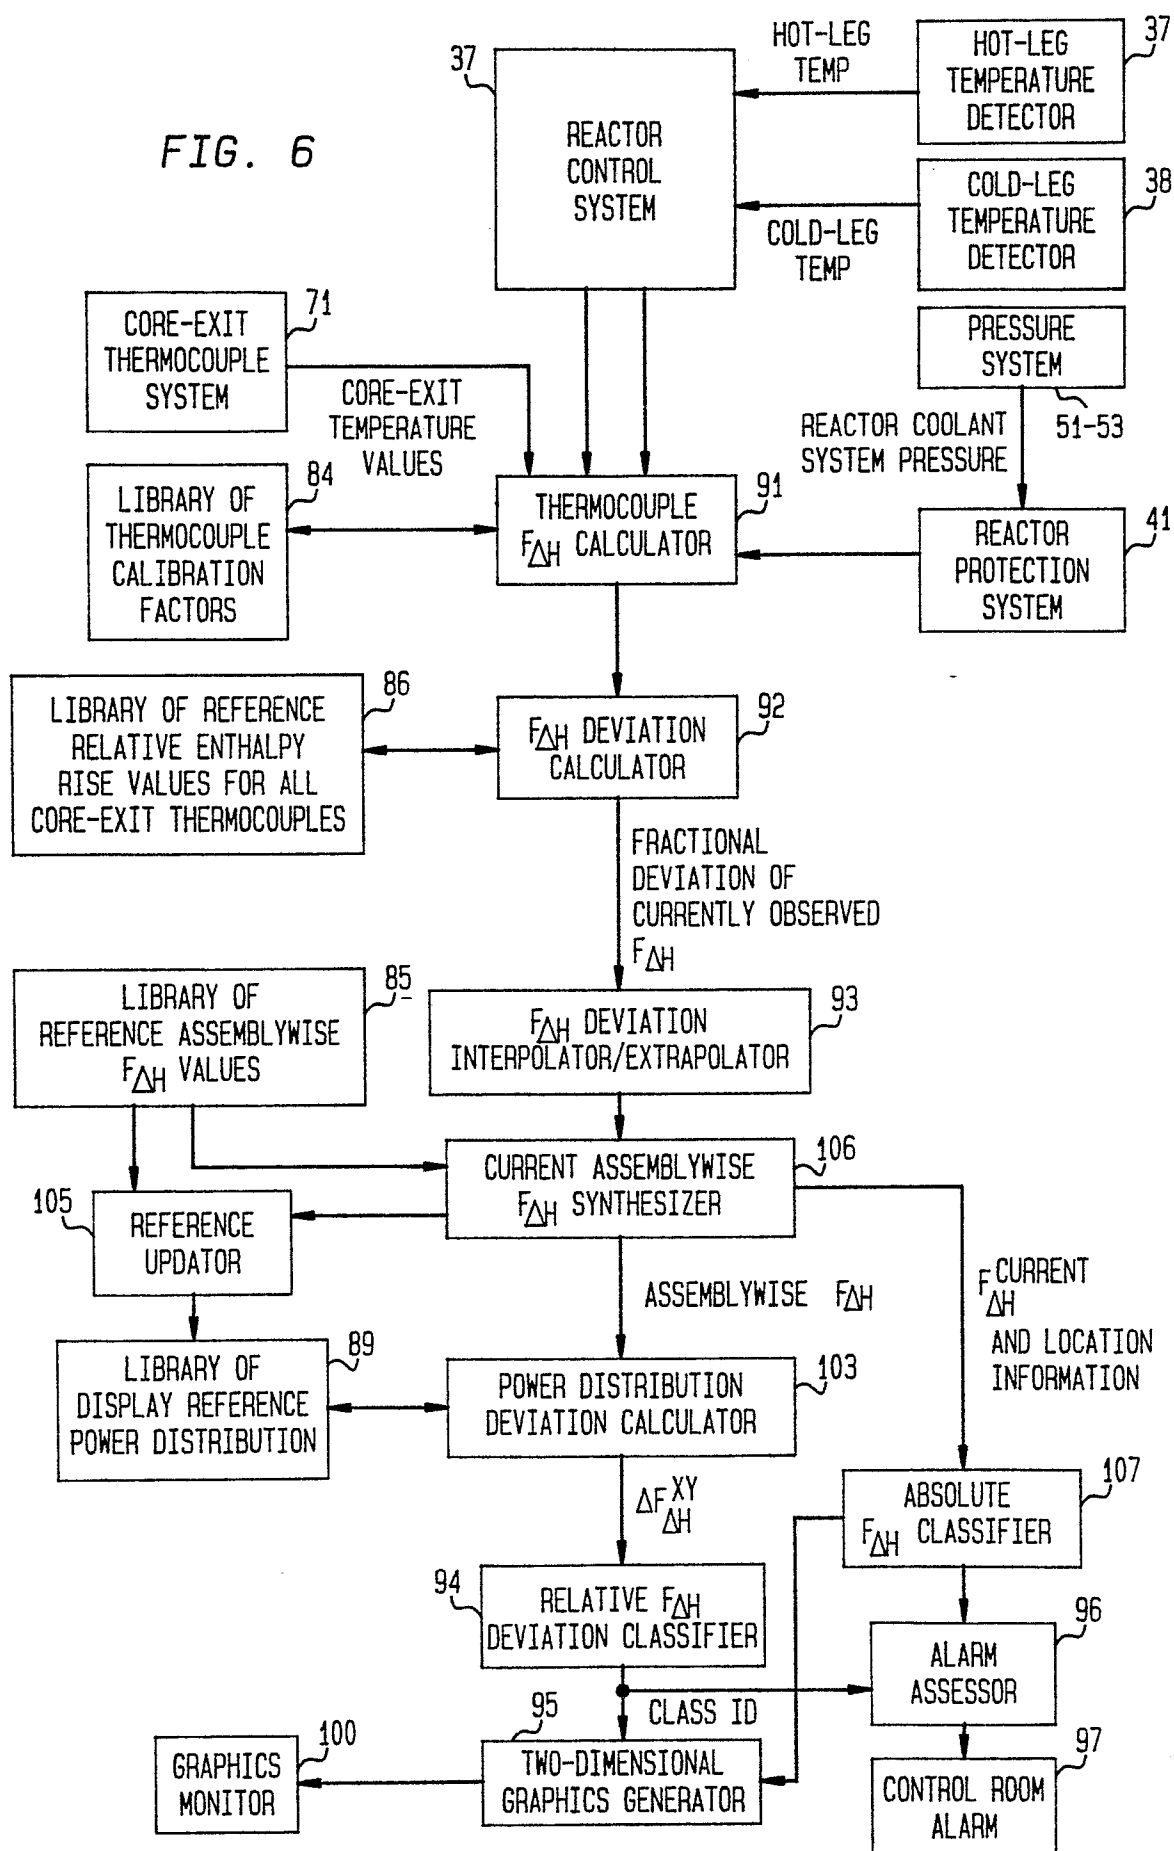 FIG. 6
37
REACTOR
CONTROL
SYSTEM
HOT-LEG
TEMP
37
HOT-LEG
TEMPERATURE
DETECTOR
COLD-LEG
TEMP
38
COLD-LEG
TEMPERATURE
DETECTOR
71
CORE-EXIT
THERMOCOUPLE
SYSTEM
CORE-EXIT
TEMPERATURE
VALUES
PRESSURE
SYSTEM
51-53
REACTOR COOLANT
SYSTEM PRESSURE
84
LIBRARY OF
THERMOCOUPLE
CALIBRATION
FACTORS
91
THERMOCOUPLE
FΔH CALCULATOR
41
REACTOR
PROTECTION
SYSTEM
86
LIBRARY OF REFERENCE
RELATIVE ENTHALPY
RISE VALUES FOR ALL
CORE-EXIT THERMOCOUPLES
92
FΔH DEVIATION
CALCULATOR
FRACTIONAL
DEVIATION OF
CURRENTLY OBSERVED
FΔH
85
LIBRARY OF
REFERENCE ASSEMBLYWISE
FΔH VALUES
93
FΔH DEVIATION
INTERPOLATOR/EXTRAPOLATOR
106
CURRENT ASSEMBLYWISE
FΔH SYNTHESIZER
105
REFERENCE
UPDATOR
ASSEMBLYWISE FΔH
FΔH CURRENT
AND LOCATION
INFORMATION
89
LIBRARY OF
DISPLAY REFERENCE
POWER DISTRIBUTION
103
POWER DISTRIBUTION
DEVIATION CALCULATOR
ΔFΔH XY
107
ABSOLUTE
FΔH CLASSIFIER
94
RELATIVE FΔH
DEVIATION CLASSIFIER
96
ALARM
ASSESSOR
CLASS ID
95
TWO-DIMENSIONAL
GRAPHICS GENERATOR
100
GRAPHICS
MONITOR
97
CONTROL ROOM
ALARM